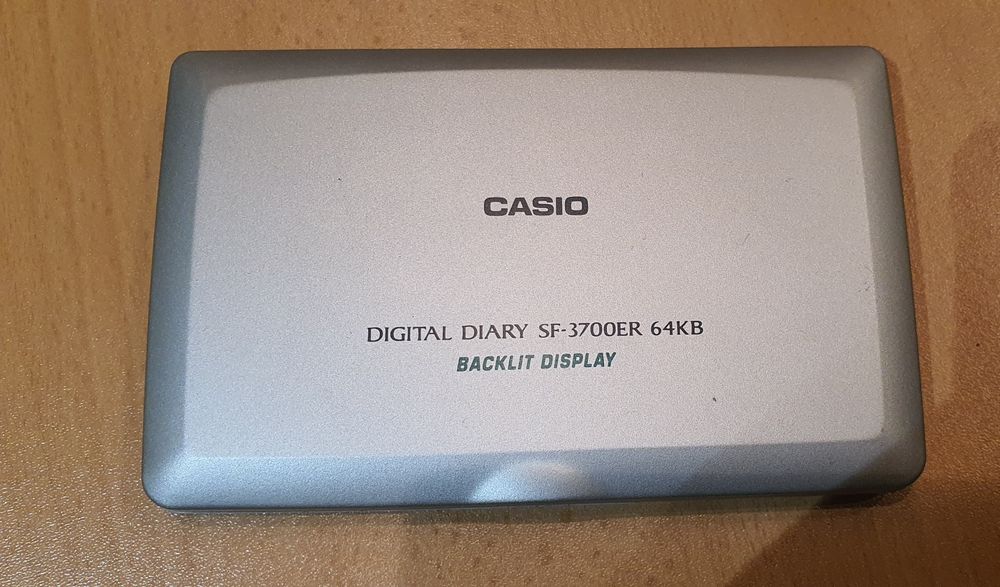 CASIO
DIGITAL DIARY SF-3700ER 64KB
BACKLIT DISPLAY